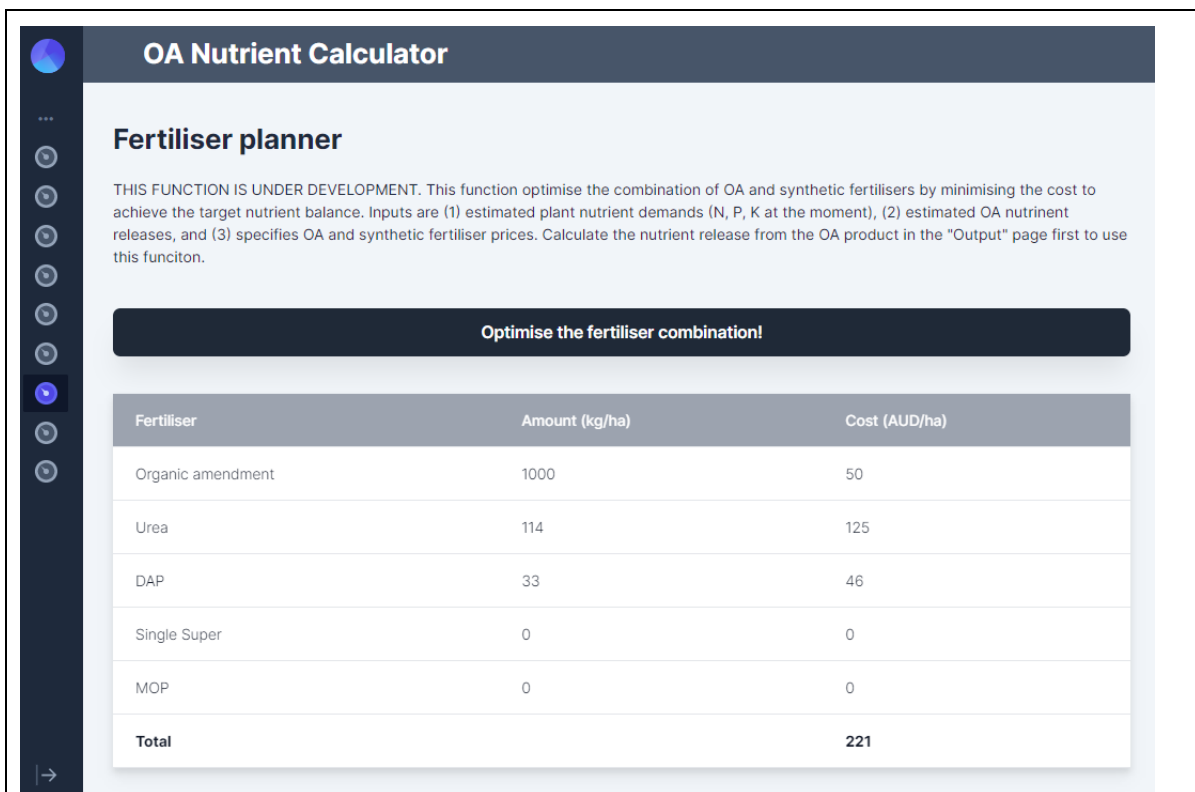 OA Nutrient Calculator
Fertiliser planner
THIS FUNCTION IS UNDER DEVELOPMENT. This function optimise the combination of OA and synthetic fertilisers by minimising the cost to
achieve the target nutrient balance. Inputs are (1) estimated plant nutrient demands (N, P, K at the moment), (2) estimated OA nutrinent
releases, and (3) specifies OA and synthetic fertiliser prices. Calculate the nutrient release from the OA product in the "Output" page first to use
this funciton.
Optimise the fertiliser combination!
Fertiliser Amount (kg/ha) Cost (AUD/ha)
Organic amendment 1000 50
Urea 114 125
DAP 33 46
Single Super 0 0
MOP 0 0
Total 221